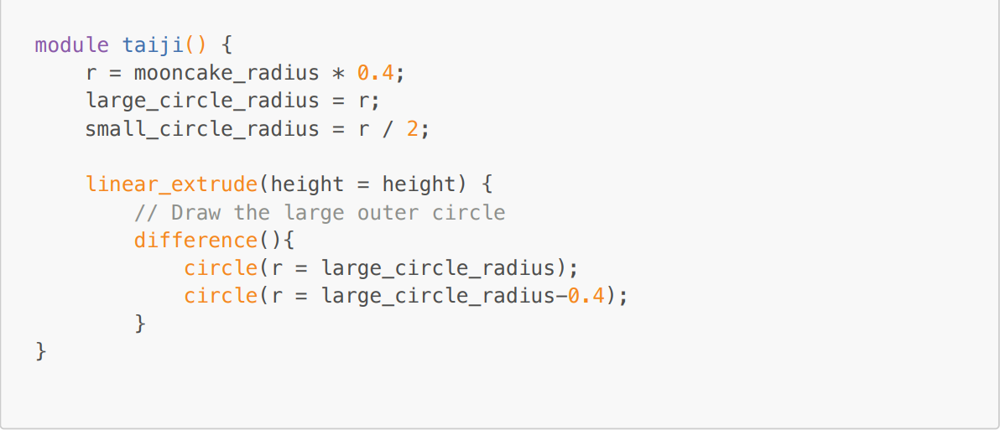 module taiji() {
    r = mooncake_radius * 0.4;
    large_circle_radius = r;
    small_circle_radius = r / 2;

    linear_extrude(height = height) {
        // Draw the large outer circle
        difference(){
            circle(r = large_circle_radius);
            circle(r = large_circle_radius-0.4);
        }
}